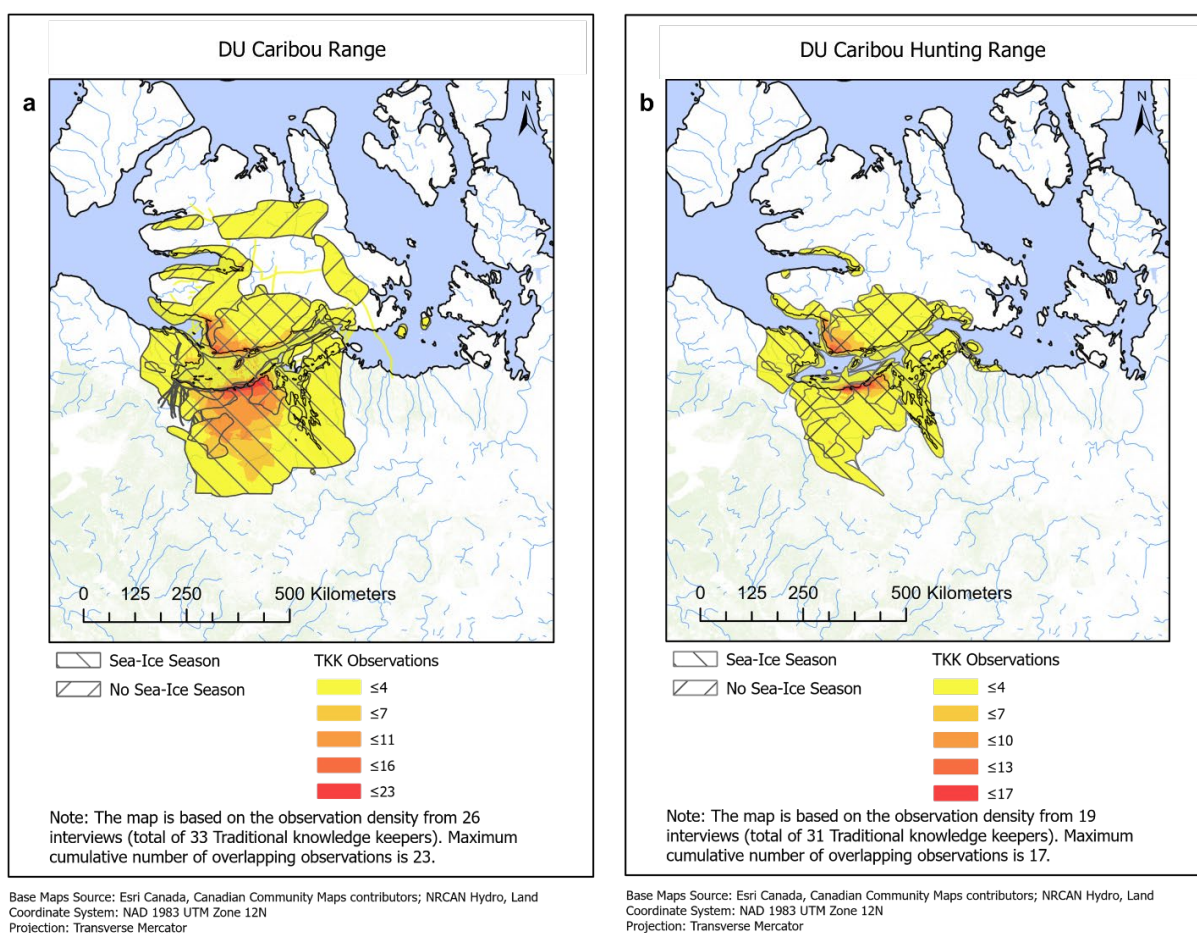 DU Caribou Range
a
N
0 125 250 500 Kilometers
Sea-Ice Season
No Sea-Ice Season
TKK Observations
≤4
≤7
≤11
≤16
≤23
Note: The map is based on the observation density from 26
interviews (total of 33 Traditional knowledge keepers). Maximum
cumulative number of overlapping observations is 23.
Base Maps Source: Esri Canada, Canadian Community Maps contributors; NRCAN Hydro, Land
Coordinate System: NAD 1983 UTM Zone 12N
Projection: Transverse Mercator
DU Caribou Hunting Range
b
N
0 125 250 500 Kilometers
Sea-Ice Season
No Sea-Ice Season
TKK Observations
≤4
≤7
≤10
≤13
≤17
Note: The map is based on the observation density from 19
interviews (total of 31 Traditional knowledge keepers). Maximum
cumulative number of overlapping observations is 17.
Base Maps Source: Esri Canada, Canadian Community Maps contributors; NRCAN Hydro, Land
Coordinate System: NAD 1983 UTM Zone 12N
Projection: Transverse Mercator